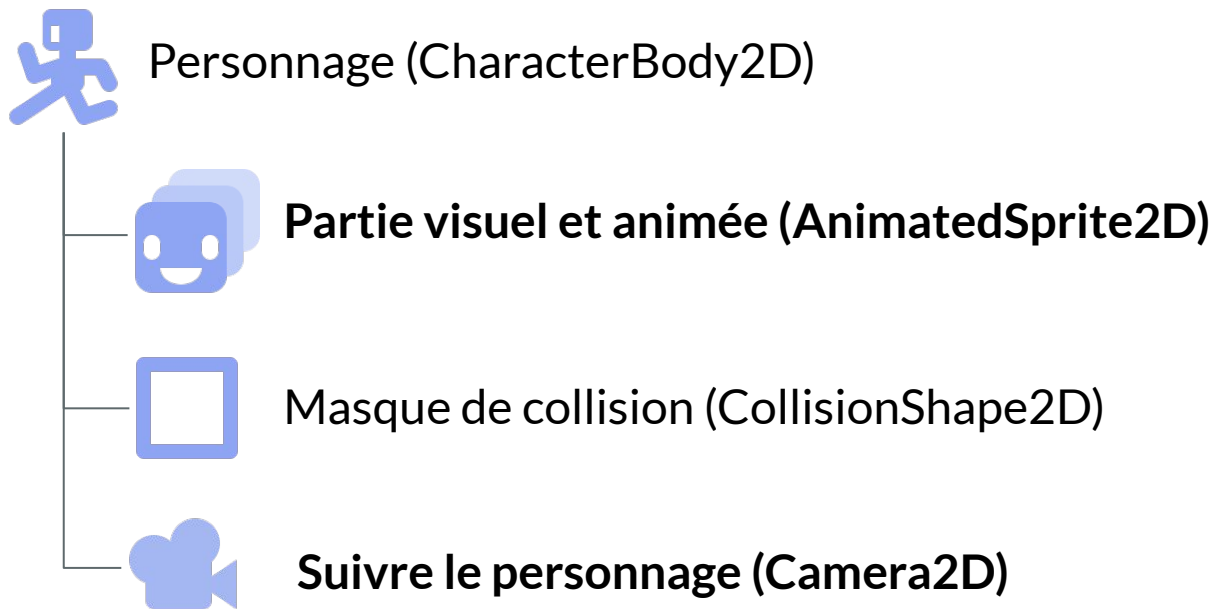 Personnage (CharacterBody2D)
Partie visuel et animée (AnimatedSprite2D)
Masque de collision (CollisionShape2D)
Suivre le personnage (Camera2D)